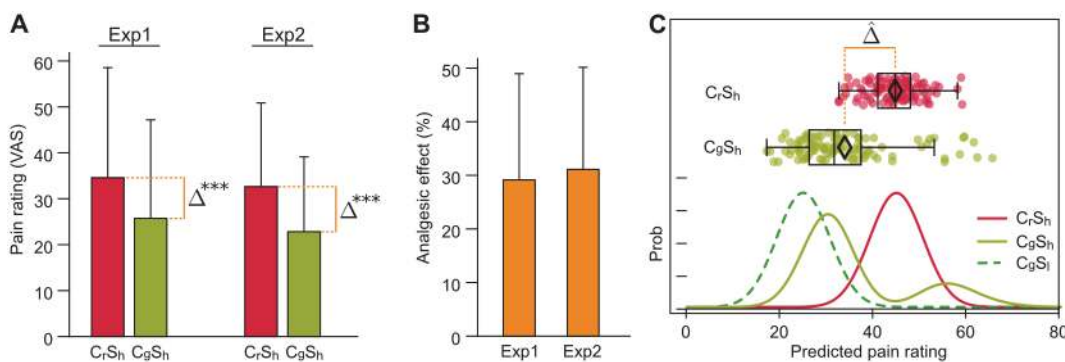 A
Exp1
Exp2
Pain rating (VAS)
60
50
40
30
20
10
0
Δ***
Δ***
CrSh
CgSh
CrSh
CgSh
B
Analgesic effect (%)
50
40
30
20
10
0
Exp1
Exp2
C
Δ̂
CrSh
CgSh
Prob
CrSh
CgSh
CgSl
0
20
40
60
80
Predicted pain rating